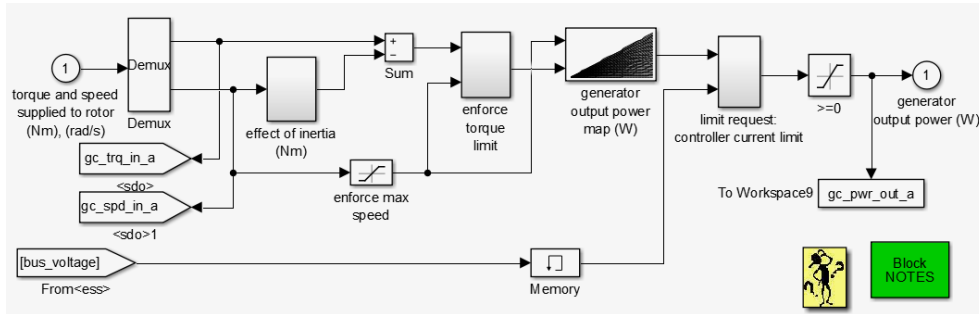 1
torque and speed
supplied to rotor
(Nm), (rad/s)
Demux
Demux
gc_trq_in_a
<sdo>
gc_spd_in_a
<sdo>1
[bus_voltage]
From<ess>
effect of inertia
(Nm)
+
−
Sum
enforce max
speed
enforce
torque
limit
generator
output power
map (W)
Memory
limit request:
controller current limit
>=0
1
generator
output power (W)
To Workspace9
gc_pwr_out_a
? ?
Block
NOTES